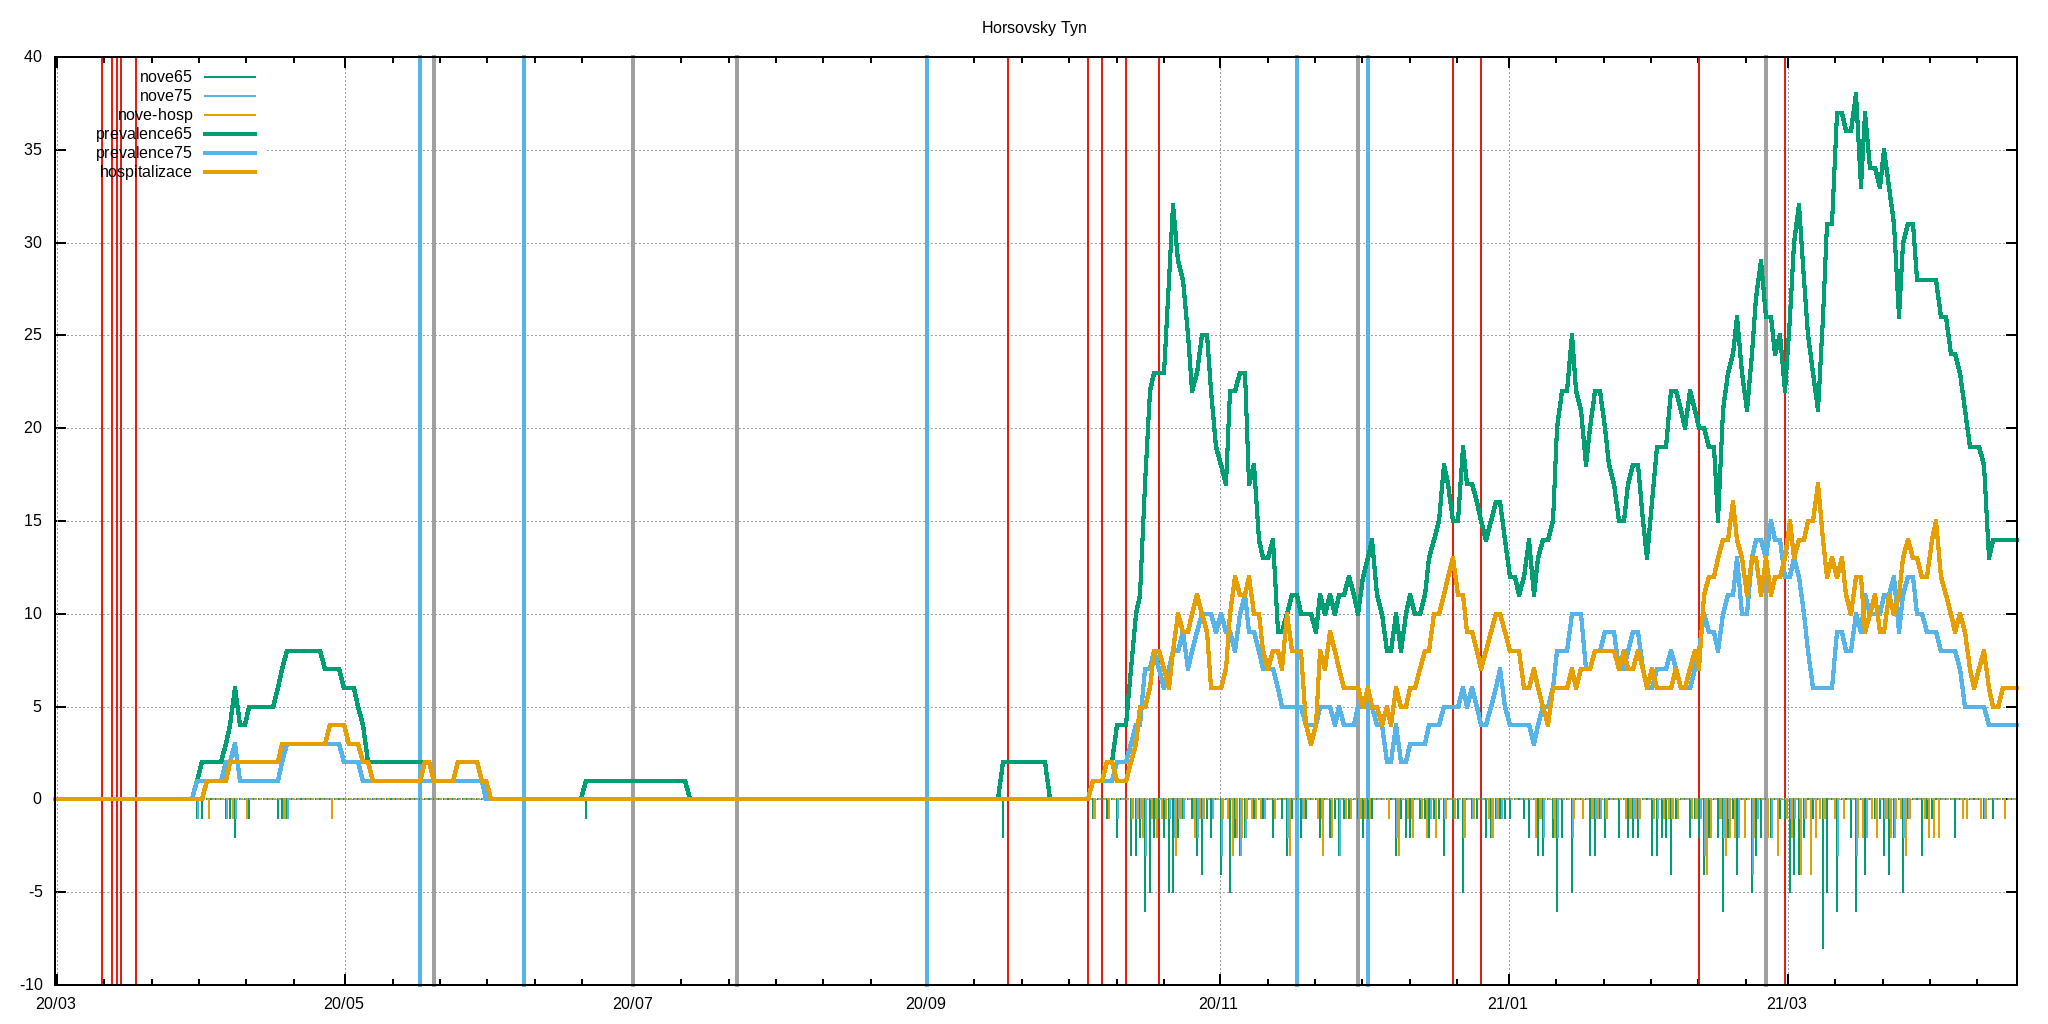 Horsovsky Tyn
40
35
30
25
20
15
10
5
0
-5
-10
nove65
nove75
nove-hosp
prevalence65
prevalence75
hospitalizace
20/03 20/05 20/07 20/09 20/11 21/01 21/03